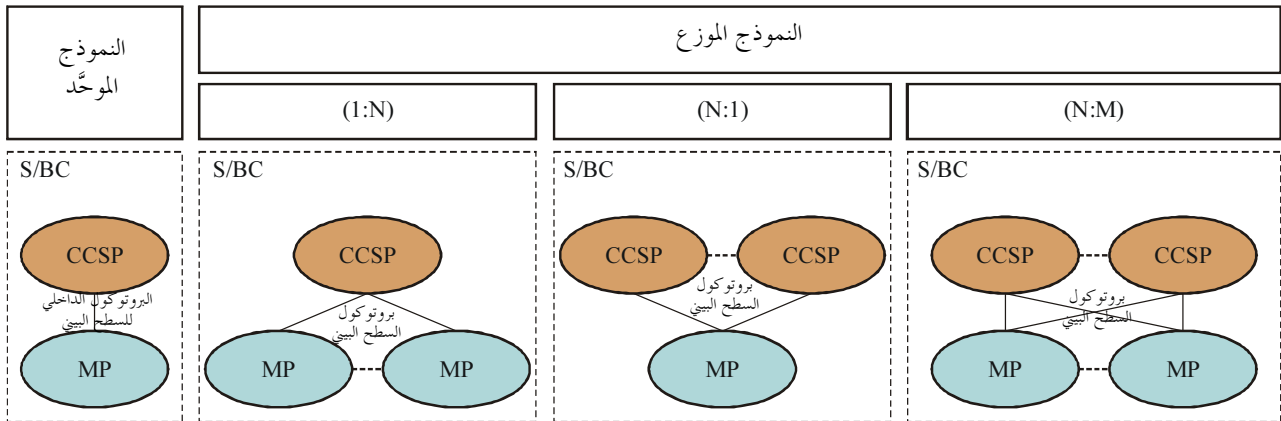 النموذج
الموحَّد
النموذج الموزع
(1:N)
(N:1)
(N:M)
S/BC
CCSP
البروتوكول الداخلي
للسطح البيني
MP
S/BC
CCSP
بروتوكول
السطح البيني
MP
MP
S/BC
CCSP
CCSP
بروتوكول
السطح البيني
MP
S/BC
CCSP
CCSP
بروتوكول
السطح البيني
MP
MP